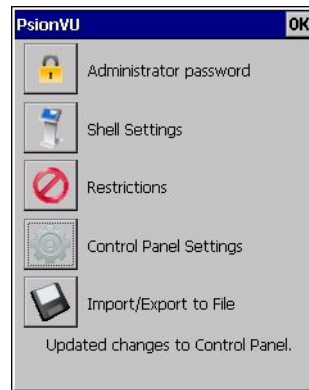 PsionVU OK
Administrator password
Shell Settings
Restrictions
Control Panel Settings
Import/Export to File
Updated changes to Control Panel.